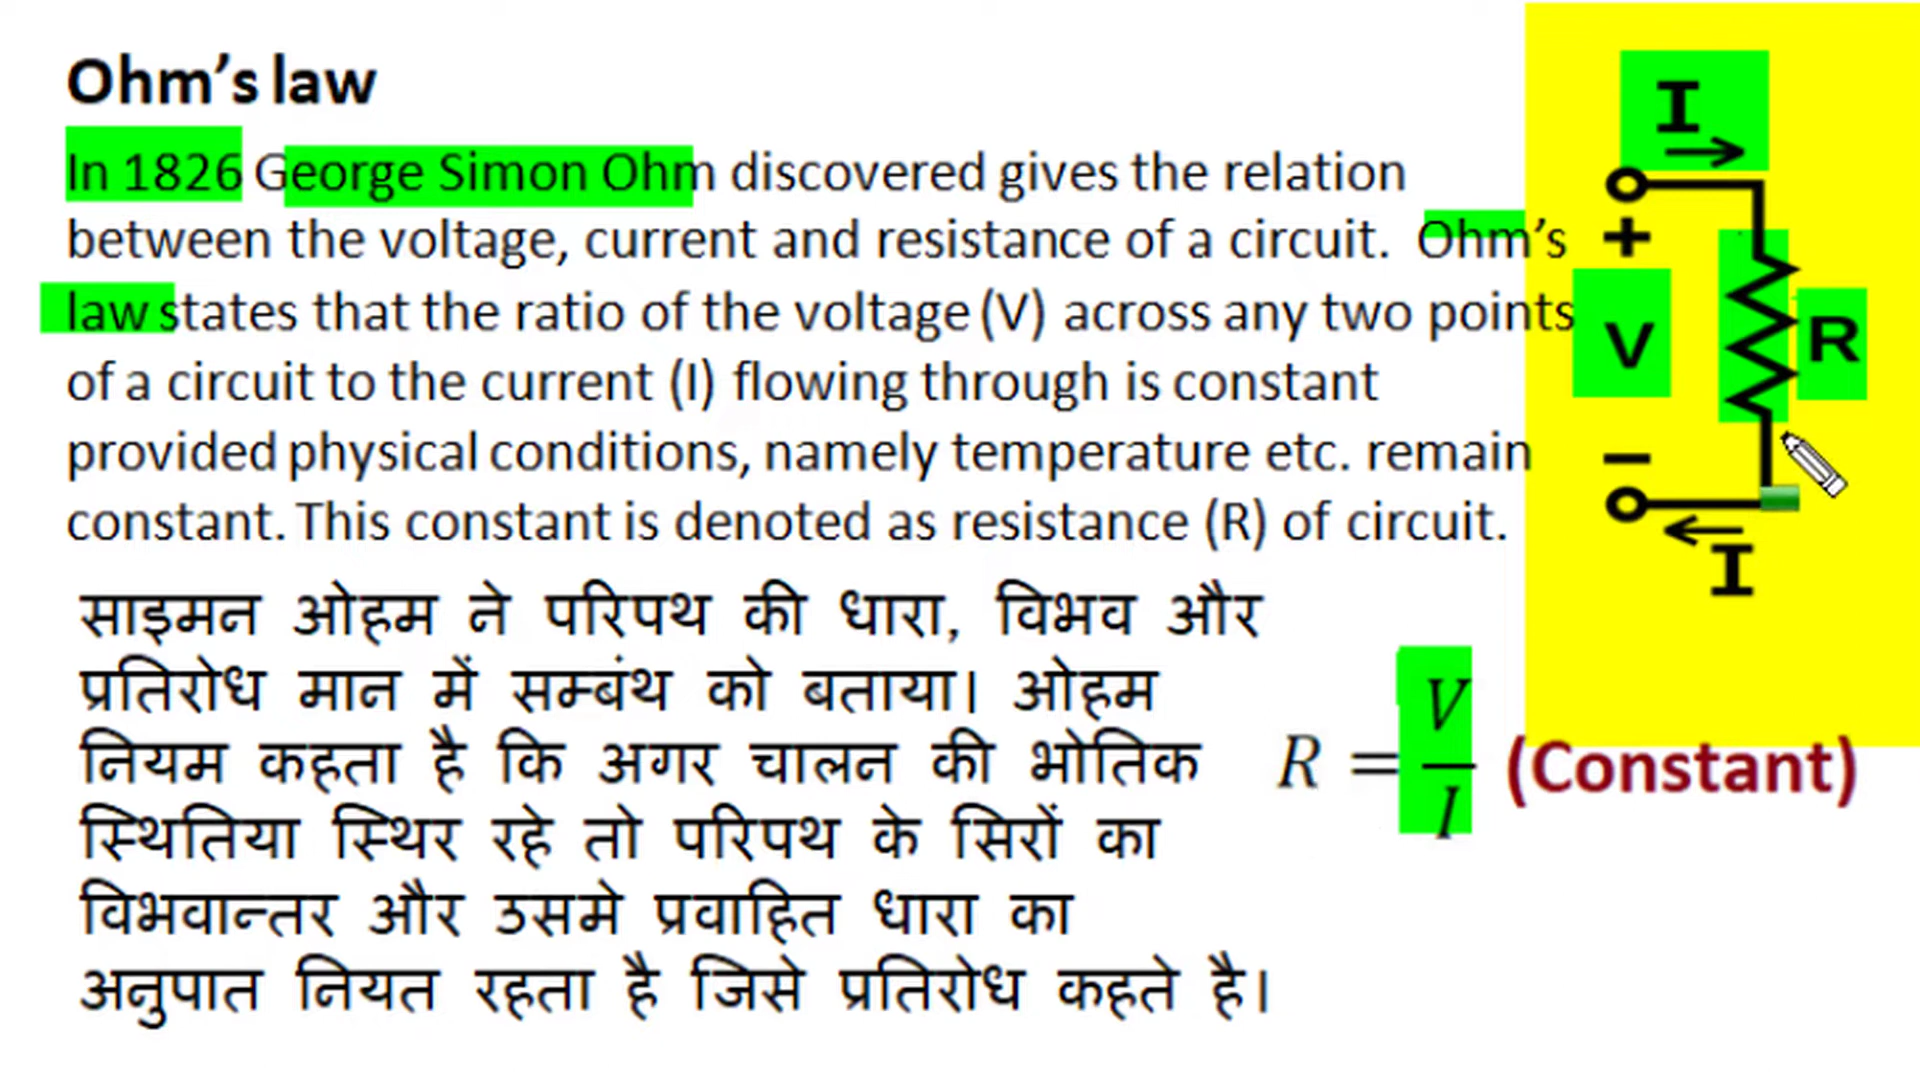 Ohm's law
In 1826 George Simon Ohm discovered gives the relation
between the voltage, current and resistance of a circuit. Ohm's
law states that the ratio of the voltage (V) across any two points
of a circuit to the current (I) flowing through is constant
provided physical conditions, namely temperature etc. remain
constant. This constant is denoted as resistance (R) of circuit.
साइमन ओहम ने परिपथ की धारा, विभव और
प्रतिरोध मान में सम्बंथ को बताया। ओहम
नियम कहता है कि अगर चालन की भोतिक
स्थितिया स्थिर रहे तो परिपथ के सिरों का
विभवान्तर और उसमे प्रवाहित धारा का
अनुपात नियत रहता है जिसे प्रतिरोध कहते है।
I
+
V
R
−
I
R = V/I (Constant)